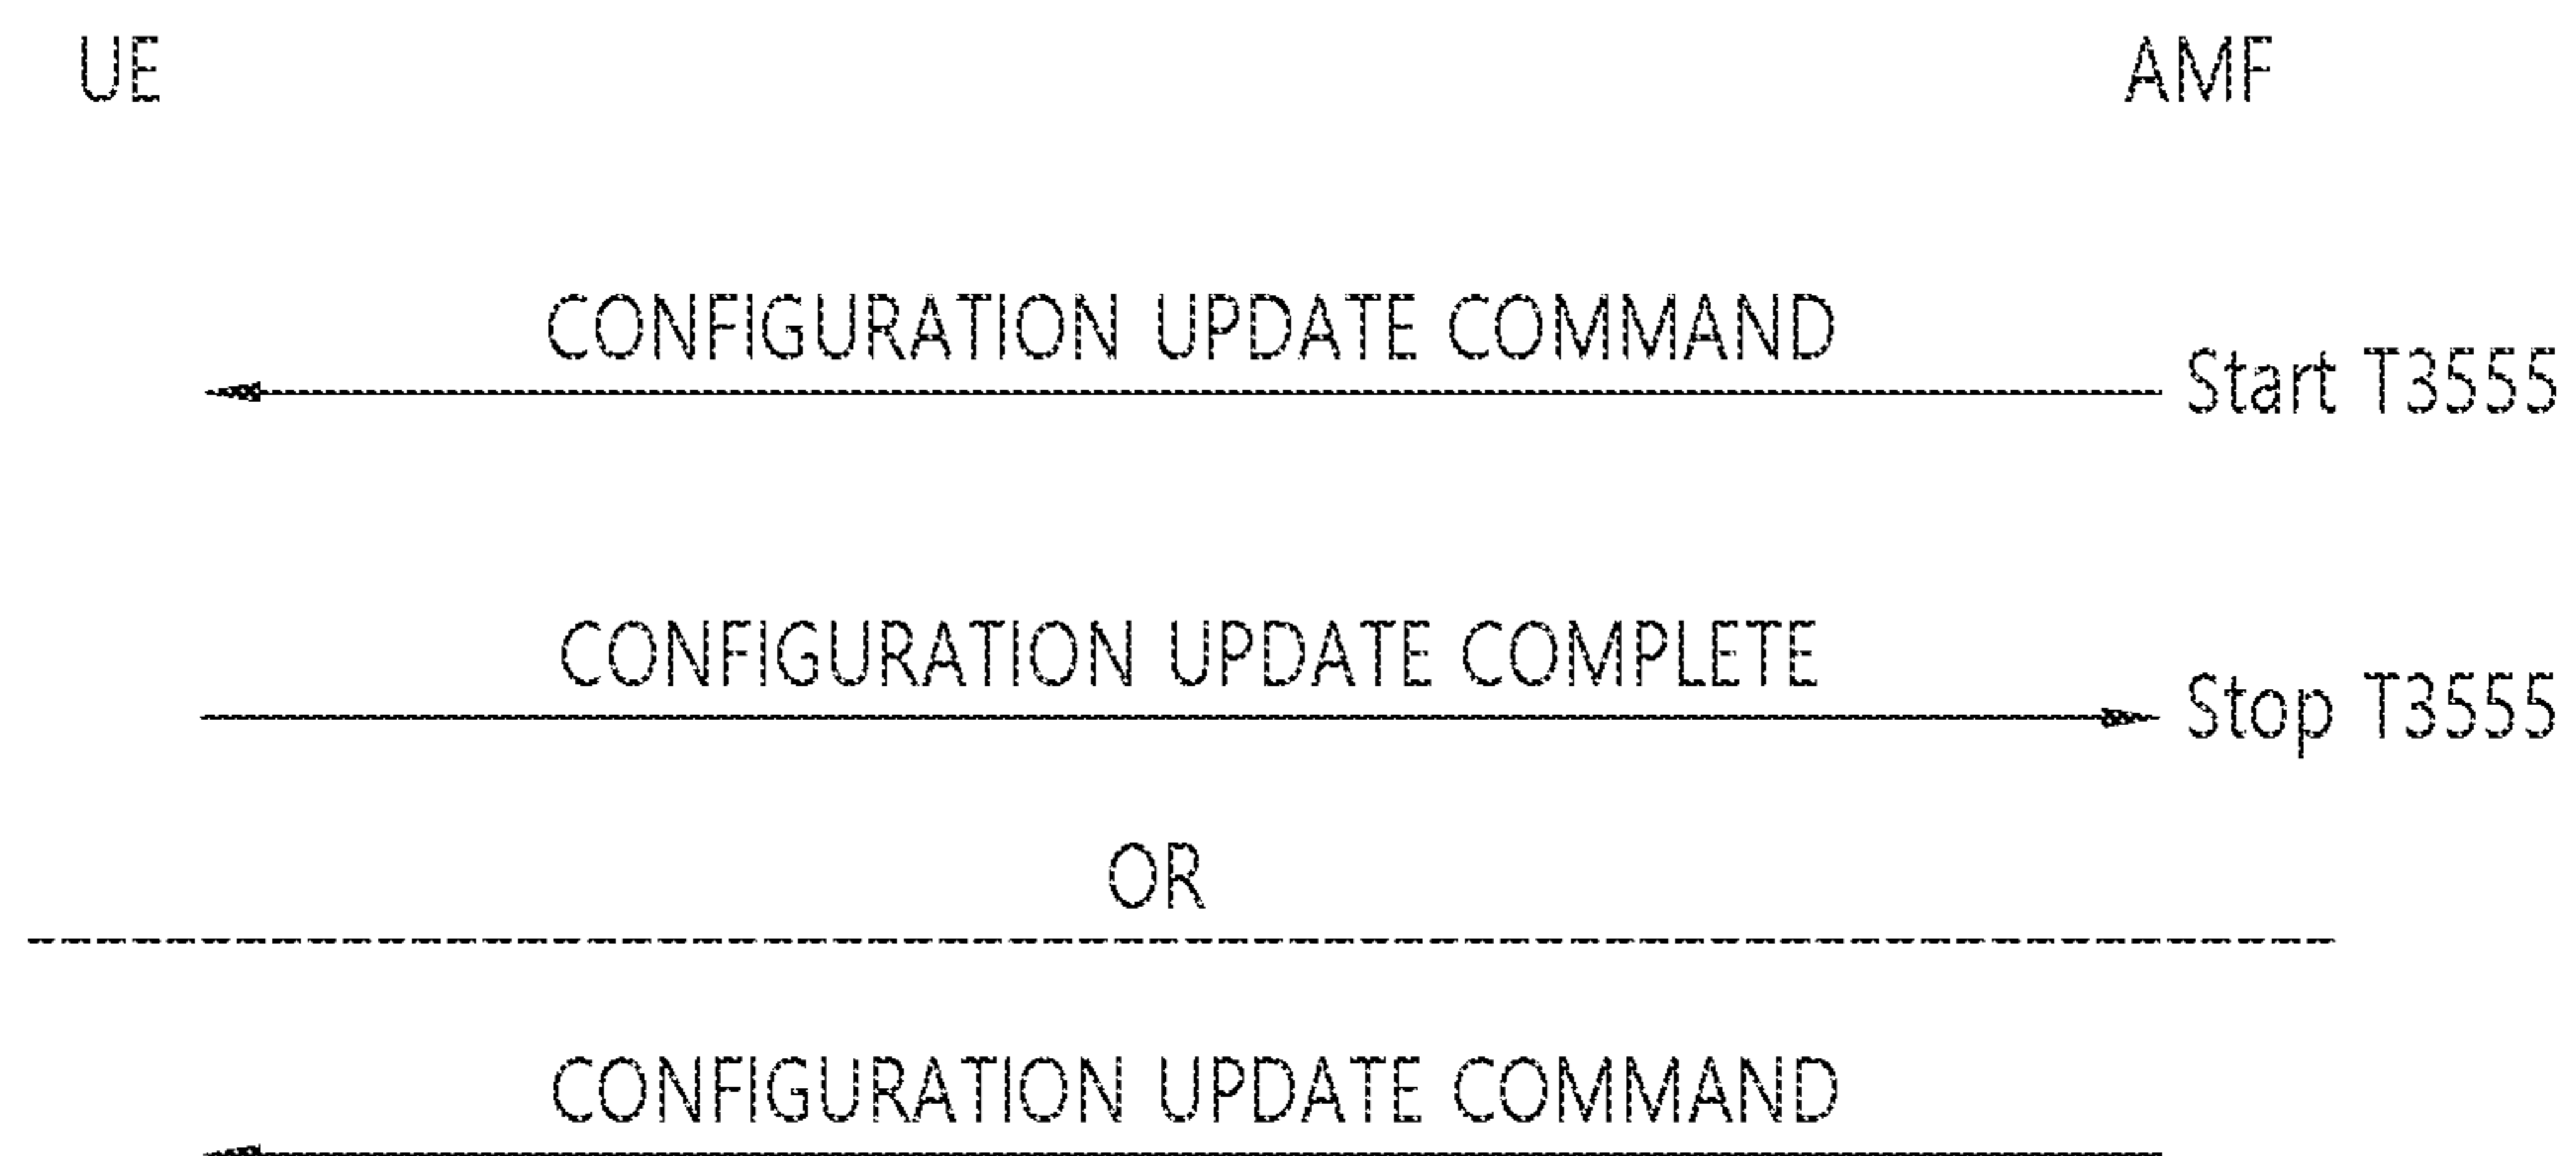 UE AMF
CONFIGURATION UPDATE COMMAND
Start T3555
CONFIGURATION UPDATE COMPLETE
Stop T3555
OR
CONFIGURATION UPDATE COMMAND